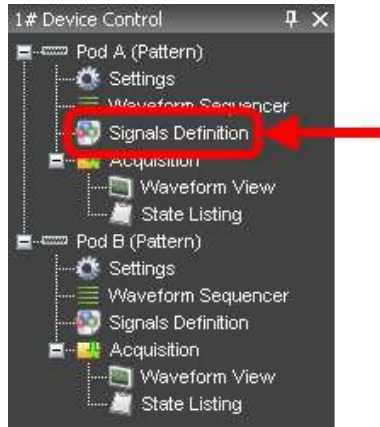 1# Device Control
Pod A (Pattern)
Settings
Waveform Sequencer
Signals Definition
Acquisition
Waveform View
State Listing
Pod B (Pattern)
Settings
Waveform Sequencer
Signals Definition
Acquisition
Waveform View
State Listing